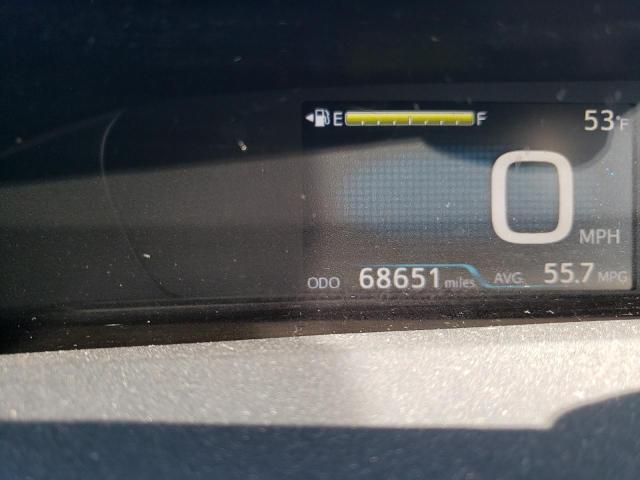 E F 53°F
0 MPH
ODO 68651 miles AVG. 55.7 MPG